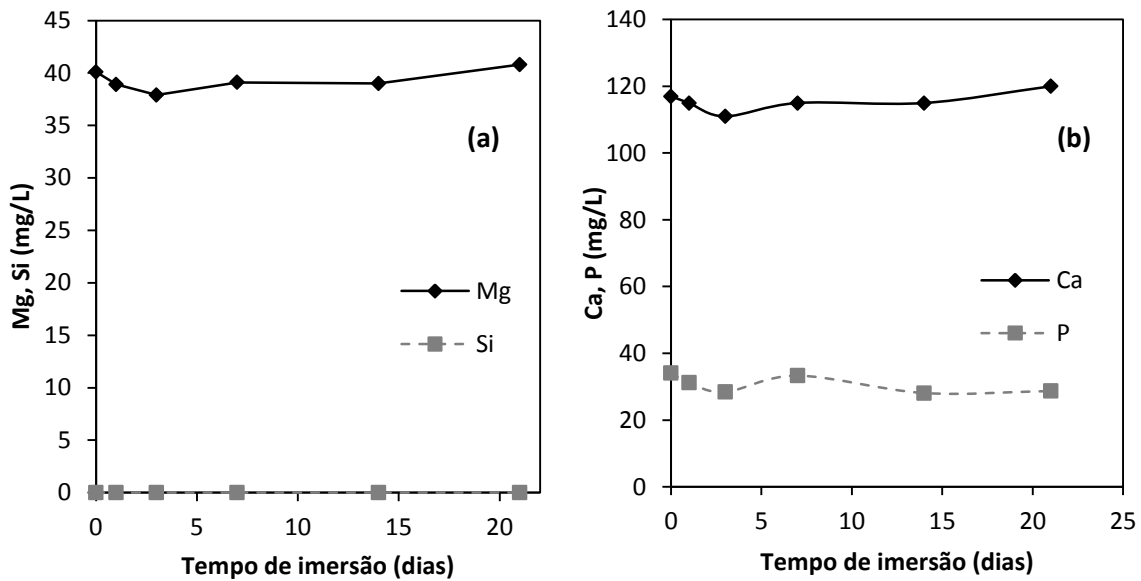 45
40
35
30
25
20
15
10
5
0
Mg, Si (mg/L)
(a)
Mg
Si
0 5 10 15 20
Tempo de imersão (dias)
140
120
100
80
60
40
20
0
Ca, P (mg/L)
(b)
Ca
P
0 5 10 15 20 25
Tempo de imersão (dias)